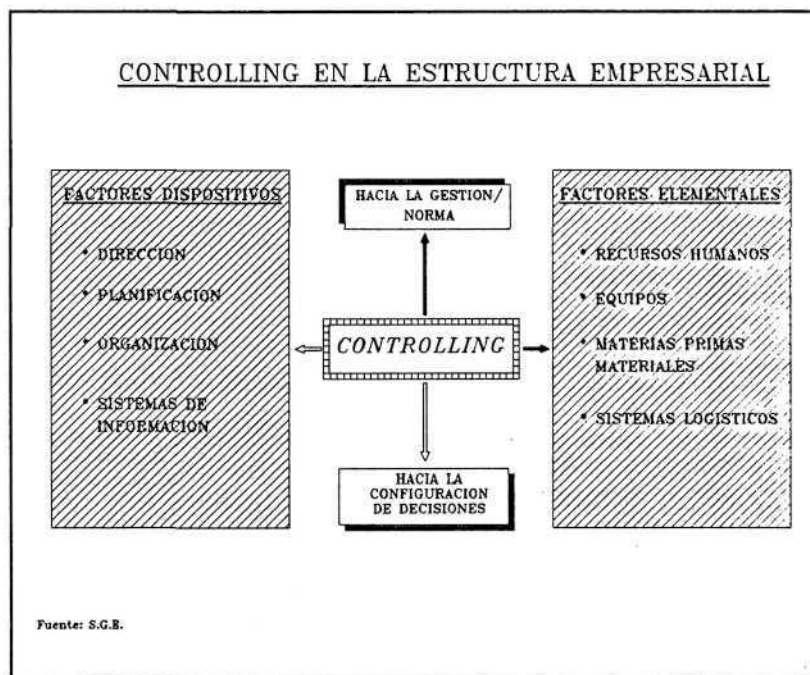 CONTROLLING EN LA ESTRUCTURA EMPRESARIAL
FACTORES DISPOSITIVOS
* DIRECCION
* PLANIFICACION
* ORGANIZACION
* SISTEMAS DE
INFORMACION
HACIA LA GESTION/
NORMA
CONTROLLING
HACIA LA
CONFIGURACION
DE DECISIONES
FACTORES ELEMENTALES
* RECURSOS HUMANOS
* EQUIPOS
* MATERIAS PRIMAS
MATERIALES
* SISTEMAS LOGISTICOS
Fuente: S.G.E.